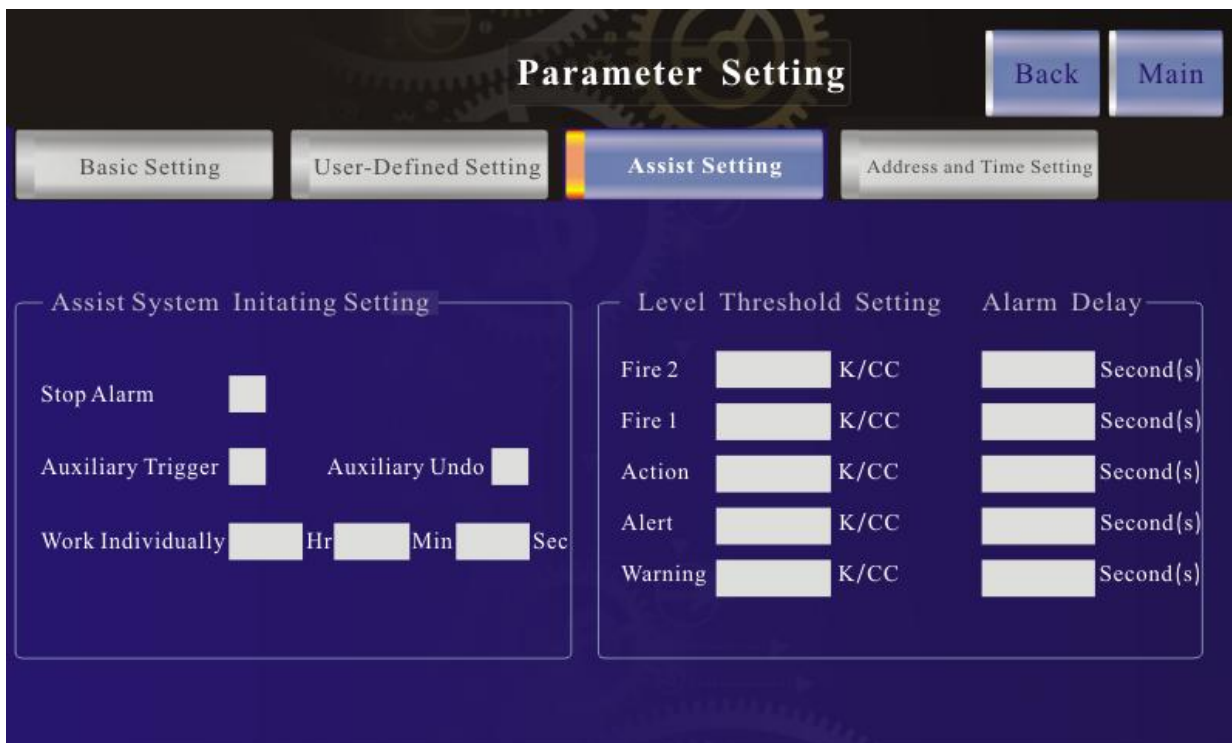 Parameter Setting
Back
Main
Basic Setting
User-Defined Setting
Assist Setting
Address and Time Setting
Assist System Initating Setting
Stop Alarm
Auxiliary Trigger
Auxiliary Undo
Work Individually Hr Min Sec
Level Threshold Setting Alarm Delay
Fire 2 K/CC Second(s)
Fire 1 K/CC Second(s)
Action K/CC Second(s)
Alert K/CC Second(s)
Warning K/CC Second(s)